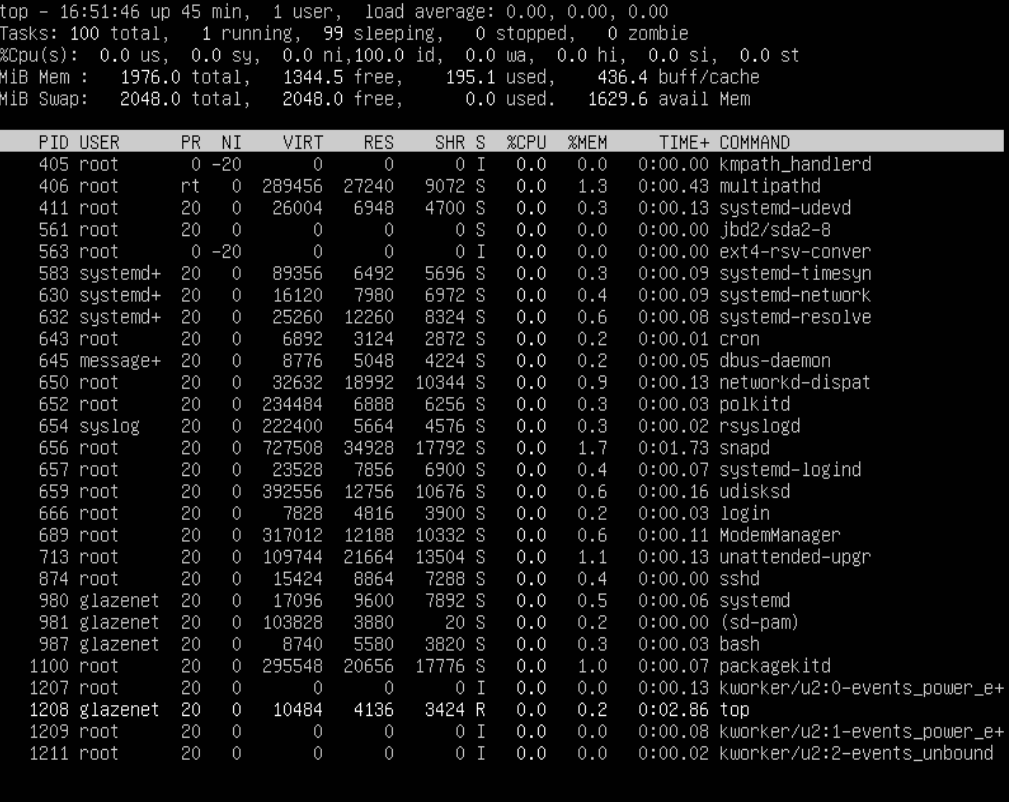 top - 16:51:46 up 45 min,  1 user,  load average: 0.00, 0.00, 0.00
Tasks: 100 total,   1 running,  99 sleeping,   0 stopped,   0 zombie
%Cpu(s):  0.0 us,  0.0 sy,  0.0 ni,100.0 id,  0.0 wa,  0.0 hi,  0.0 si,  0.0 st
MiB Mem :   1976.0 total,   1344.5 free,    195.1 used,    436.4 buff/cache
MiB Swap:   2048.0 total,   2048.0 free,      0.0 used.   1629.6 avail Mem
PID USER      PR  NI    VIRT    RES    SHR S  %CPU  %MEM     TIME+ COMMAND
405 root       0 -20       0      0      0 I   0.0   0.0   0:00.00 kmpath_handlerd
406 root      rt   0  289456  27240   9072 S   0.0   1.3   0:00.43 multipathd
411 root      20   0   26004   6948   4700 S   0.0   0.3   0:00.13 systemd-udevd
561 root      20   0       0      0      0 S   0.0   0.0   0:00.00 jbd2/sda2-8
563 root       0 -20       0      0      0 I   0.0   0.0   0:00.00 ext4-rsv-conver
583 systemd+  20   0   89356   6492   5696 S   0.0   0.3   0:00.09 systemd-timesyn
630 systemd+  20   0   16120   7980   6972 S   0.0   0.4   0:00.09 systemd-network
632 systemd+  20   0   25260  12260   8324 S   0.0   0.6   0:00.08 systemd-resolve
643 root      20   0    6892   3124   2872 S   0.0   0.2   0:00.01 cron
645 message+  20   0    8776   5048   4224 S   0.0   0.2   0:00.05 dbus-daemon
650 root      20   0   32632  18992  10344 S   0.0   0.9   0:00.13 networkd-dispat
652 root      20   0  234484   6888   6256 S   0.0   0.3   0:00.03 polkitd
654 syslog    20   0  222400   5664   4576 S   0.0   0.3   0:00.02 rsyslogd
656 root      20   0  727508  34928  17792 S   0.0   1.7   0:01.73 snapd
657 root      20   0   23528   7856   6900 S   0.0   0.4   0:00.07 systemd-logind
659 root      20   0  392556  12756  10676 S   0.0   0.6   0:00.16 udisksd
666 root      20   0    7828   4816   3900 S   0.0   0.2   0:00.03 login
689 root      20   0  317012  12188  10332 S   0.0   0.6   0:00.11 ModemManager
713 root      20   0  109744  21664  13504 S   0.0   1.1   0:00.13 unattended-upgr
874 root      20   0   15424   8864   7288 S   0.0   0.4   0:00.00 sshd
980 glazenet  20   0   17096   9600   7892 S   0.0   0.5   0:00.06 systemd
981 glazenet  20   0  103828   3880     20 S   0.0   0.2   0:00.00 (sd-pam)
987 glazenet  20   0    8740   5580   3820 S   0.0   0.3   0:00.03 bash
1100 root      20   0  295548  20656  17776 S   0.0   1.0   0:00.07 packagekitd
1207 root      20   0       0      0      0 I   0.0   0.0   0:00.13 kworker/u2:0-events_power_e+
1208 glazenet  20   0   10484   4136   3424 R   0.0   0.2   0:02.86 top
1209 root      20   0       0      0      0 I   0.0   0.0   0:00.08 kworker/u2:1-events_power_e+
1211 root      20   0       0      0      0 I   0.0   0.0   0:00.02 kworker/u2:2-events_unbound